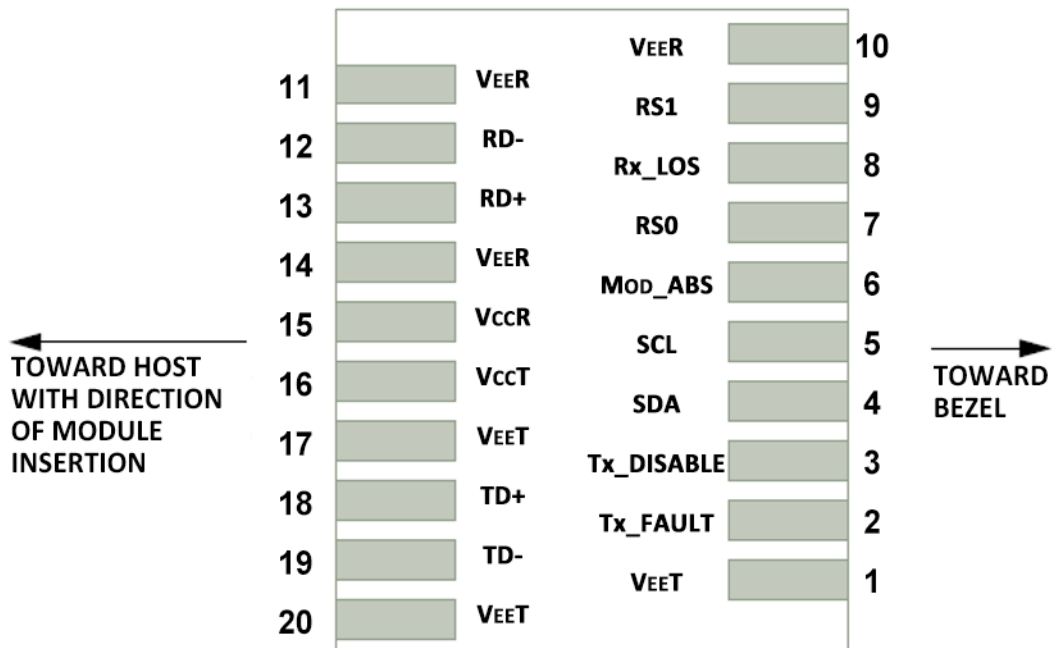 VEER 10
11 VEER
RS1 9
12 RD-
Rx_LOS 8
13 RD+
RS0 7
14 VEER
MOD_ABS 6
15 VCCR
SCL 5
16 VCCT
SDA 4
17 VEET
Tx_DISABLE 3
18 TD+
Tx_FAULT 2
19 TD-
VEET 1
20 VEET
TOWARD HOST
WITH DIRECTION
OF MODULE
INSERTION
TOWARD
BEZEL